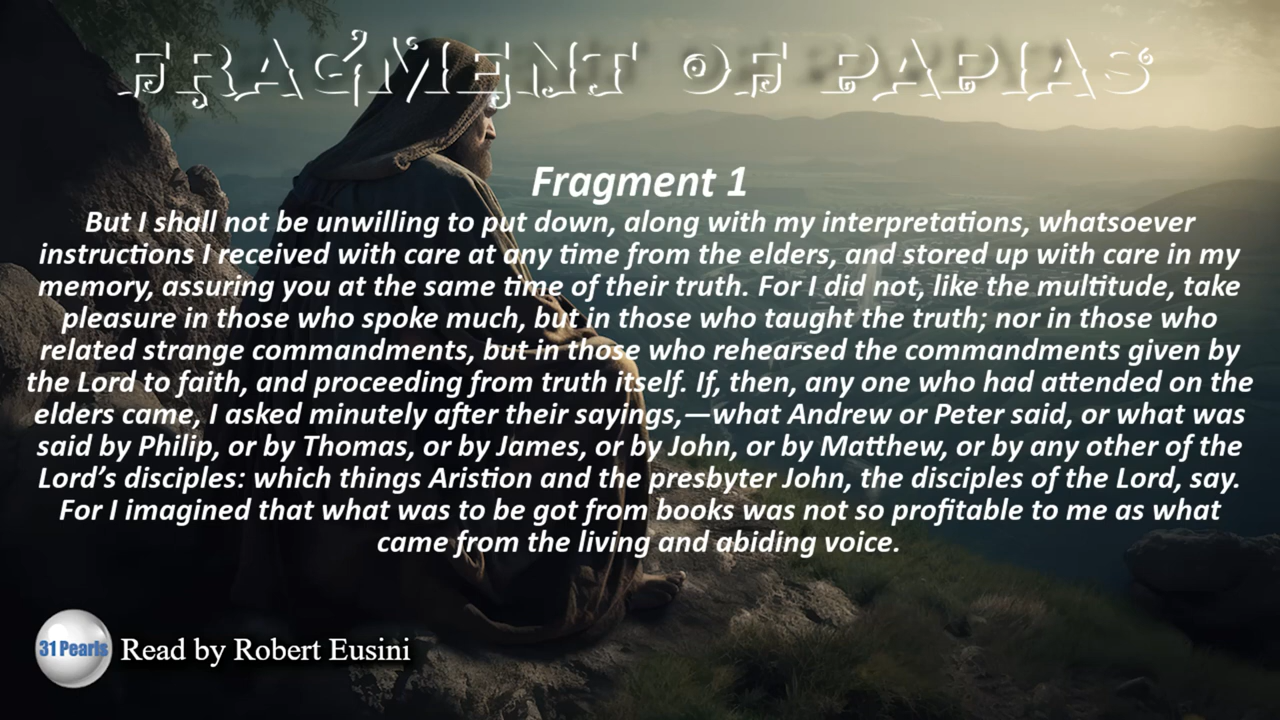 FRAGMENT OF PAPIAS
Fragment 1
But I shall not be unwilling to put down, along with my interpretations, whatsoever
instructions I received with care at any time from the elders, and stored up with care in my
memory, assuring you at the same time of their truth. For I did not, like the multitude, take
pleasure in those who spoke much, but in those who taught the truth; nor in those who
related strange commandments, but in those who rehearsed the commandments given by
the Lord to faith, and proceeding from truth itself. If, then, any one who had attended on the
elders came, I asked minutely after their sayings,—what Andrew or Peter said, or what was
said by Philip, or by Thomas, or by James, or by John, or by Matthew, or by any other of the
Lord’s disciples: which things Aristion and the presbyter John, the disciples of the Lord, say.
For I imagined that what was to be got from books was not so profitable to me as what
came from the living and abiding voice.
31 Pearls
Read by Robert Eusini